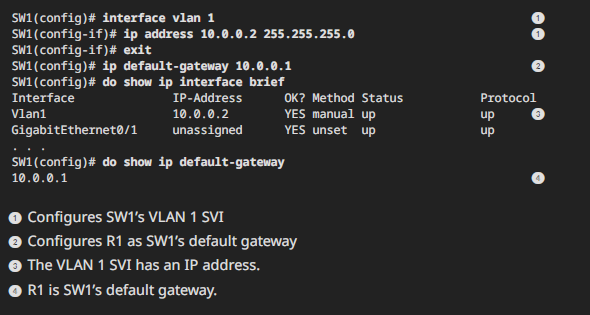 SW1(config)# interface vlan 1 1
SW1(config-if)# ip address 10.0.0.2 255.255.255.0 1
SW1(config-if)# exit
SW1(config)# ip default-gateway 10.0.0.1 2
SW1(config)# do show ip interface brief
Interface IP-Address OK? Method Status Protocol
Vlan1 10.0.0.2 YES manual up up 3
GigabitEthernet0/1 unassigned YES unset up up
. . .
SW1(config)# do show ip default-gateway
10.0.0.1 4
1 Configures SW1’s VLAN 1 SVI
2 Configures R1 as SW1’s default gateway
3 The VLAN 1 SVI has an IP address.
4 R1 is SW1’s default gateway.